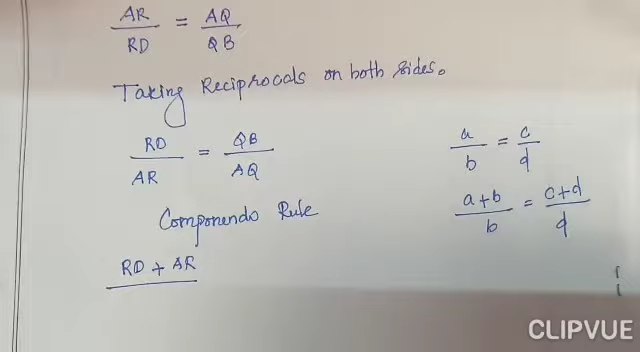 AR/RD = AQ/QB
Taking Reciprocals on both sides.
RD/AR = QB/AQ
a/b = c/d
Componendo Rule
a+b/b = c+d/d
RD + AR
CLIPVUE